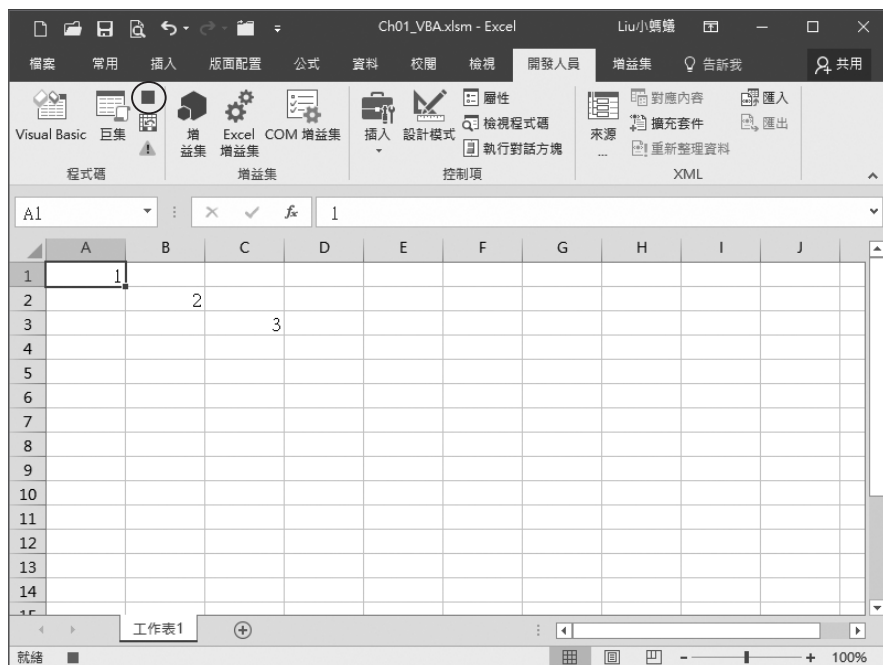 Ch01_VBA.xlsm - Excel Liu小螞蟻
檔案 常用 插入 版面配置 公式 資料 校閱 檢視 開發人員 增益集 告訴我 共用
Visual Basic 巨集 增益集 Excel 增益集 COM 增益集 插入 設計模式 屬性 檢視程式碼 執行對話方塊 來源 ... 對應內容 擴充套件 重新整理資料 匯入 匯出
程式碼 增益集 控制項 XML
A1 fx 1
A B C D E F G H I J
1 1
2 2
3 3
4
5
6
7
8
9
10
11
12
13
14
15
工作表1
就緒 100%